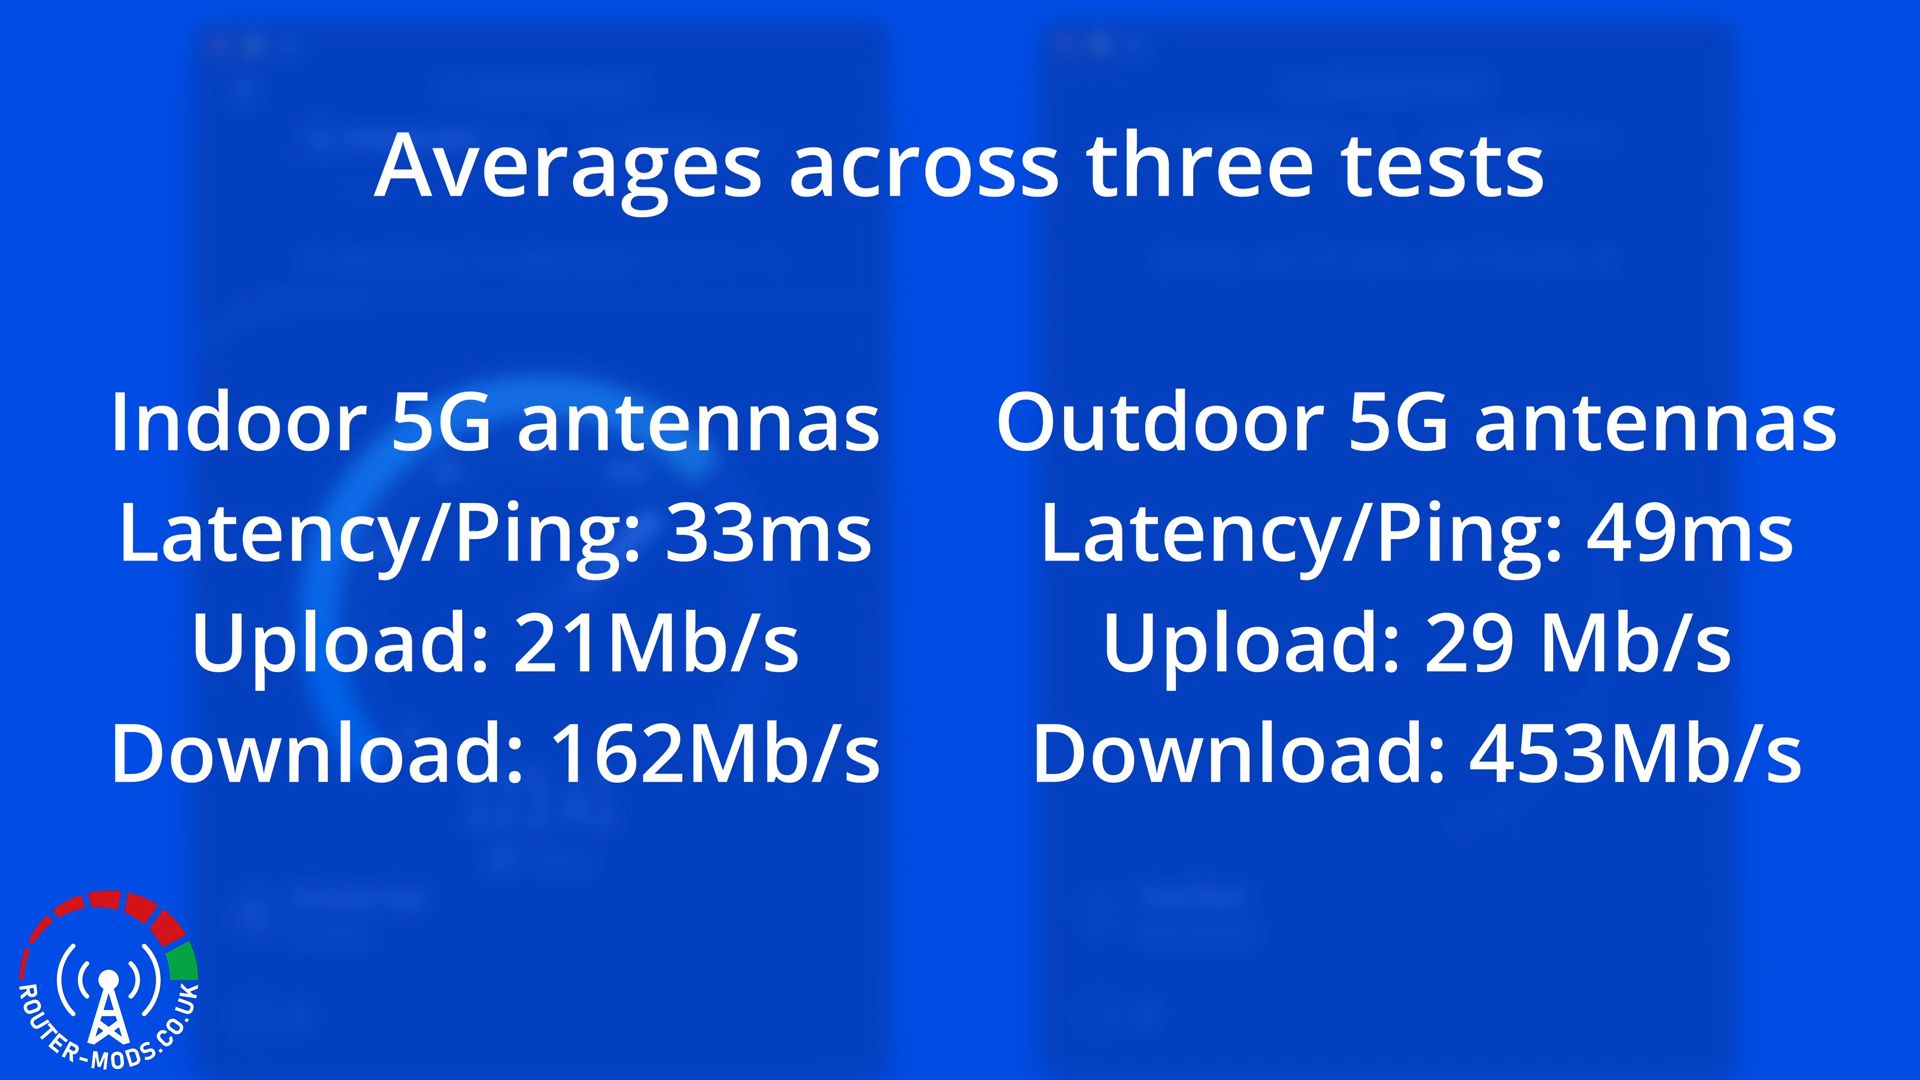 Averages across three tests
Indoor 5G antennas
Latency/Ping: 33ms
Upload: 21Mb/s
Download: 162Mb/s
Outdoor 5G antennas
Latency/Ping: 49ms
Upload: 29 Mb/s
Download: 453Mb/s
ROUTER-MODS.CO.UK